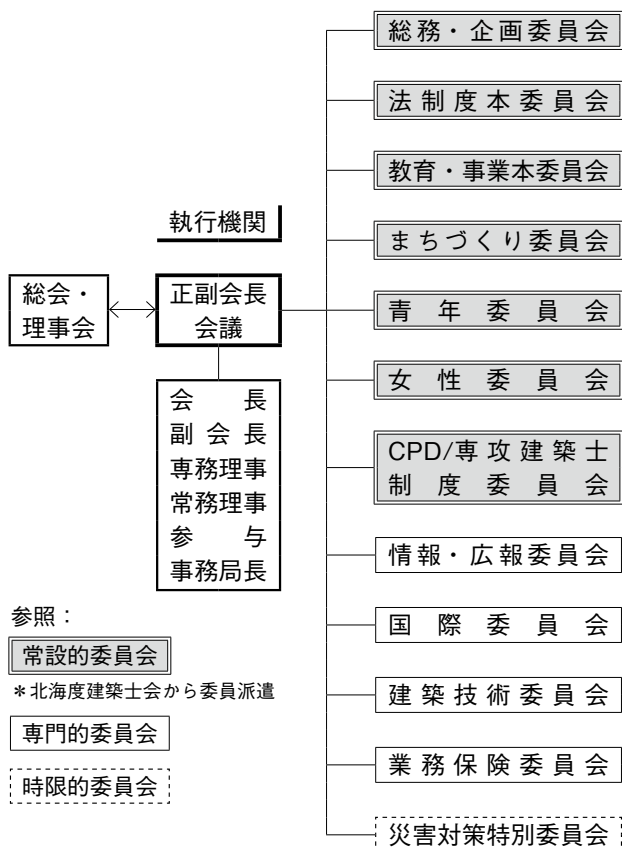 執行機関
総会・
理事会
正副会長
会議
会長
副会長
専務理事
常務理事
参与
事務局長
参照：
常設的委員会
＊北海度建築士会から委員派遣
専門的委員会
時限的委員会
総務・企画委員会
法制度本委員会
教育・事業本委員会
まちづくり委員会
青年委員会
女性委員会
CPD/専攻建築士
制度委員会
情報・広報委員会
国際委員会
建築技術委員会
業務保険委員会
災害対策特別委員会